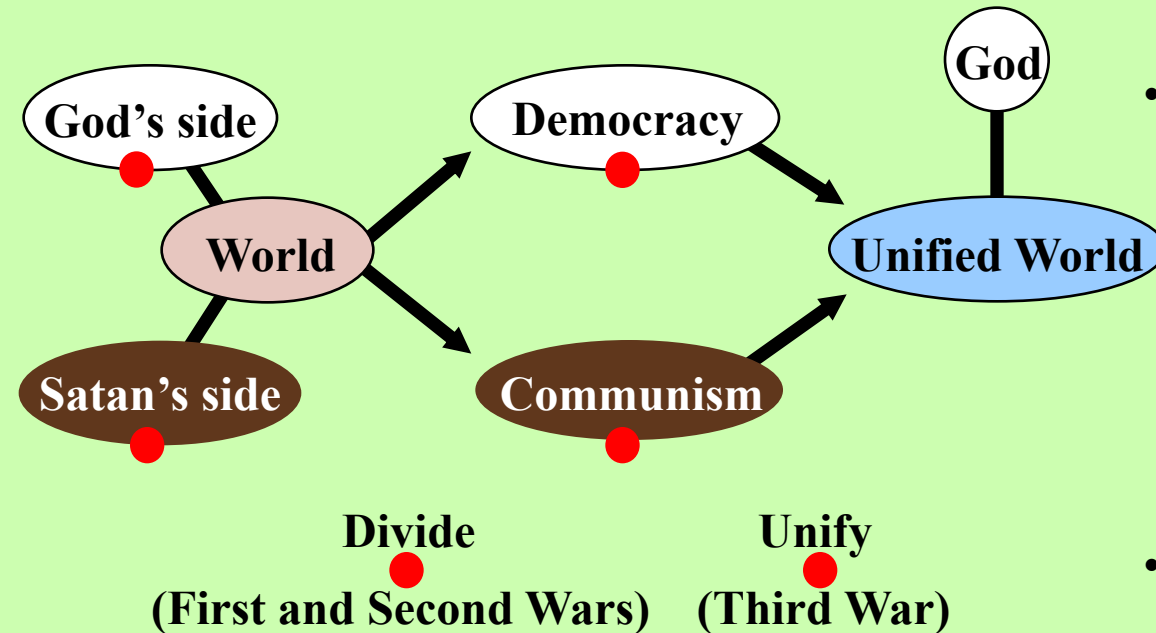 God
God’s side
Democracy
World
Unified World
Satan’s side
Communism
Divide
Unify
(First and Second Wars)
(Third War)